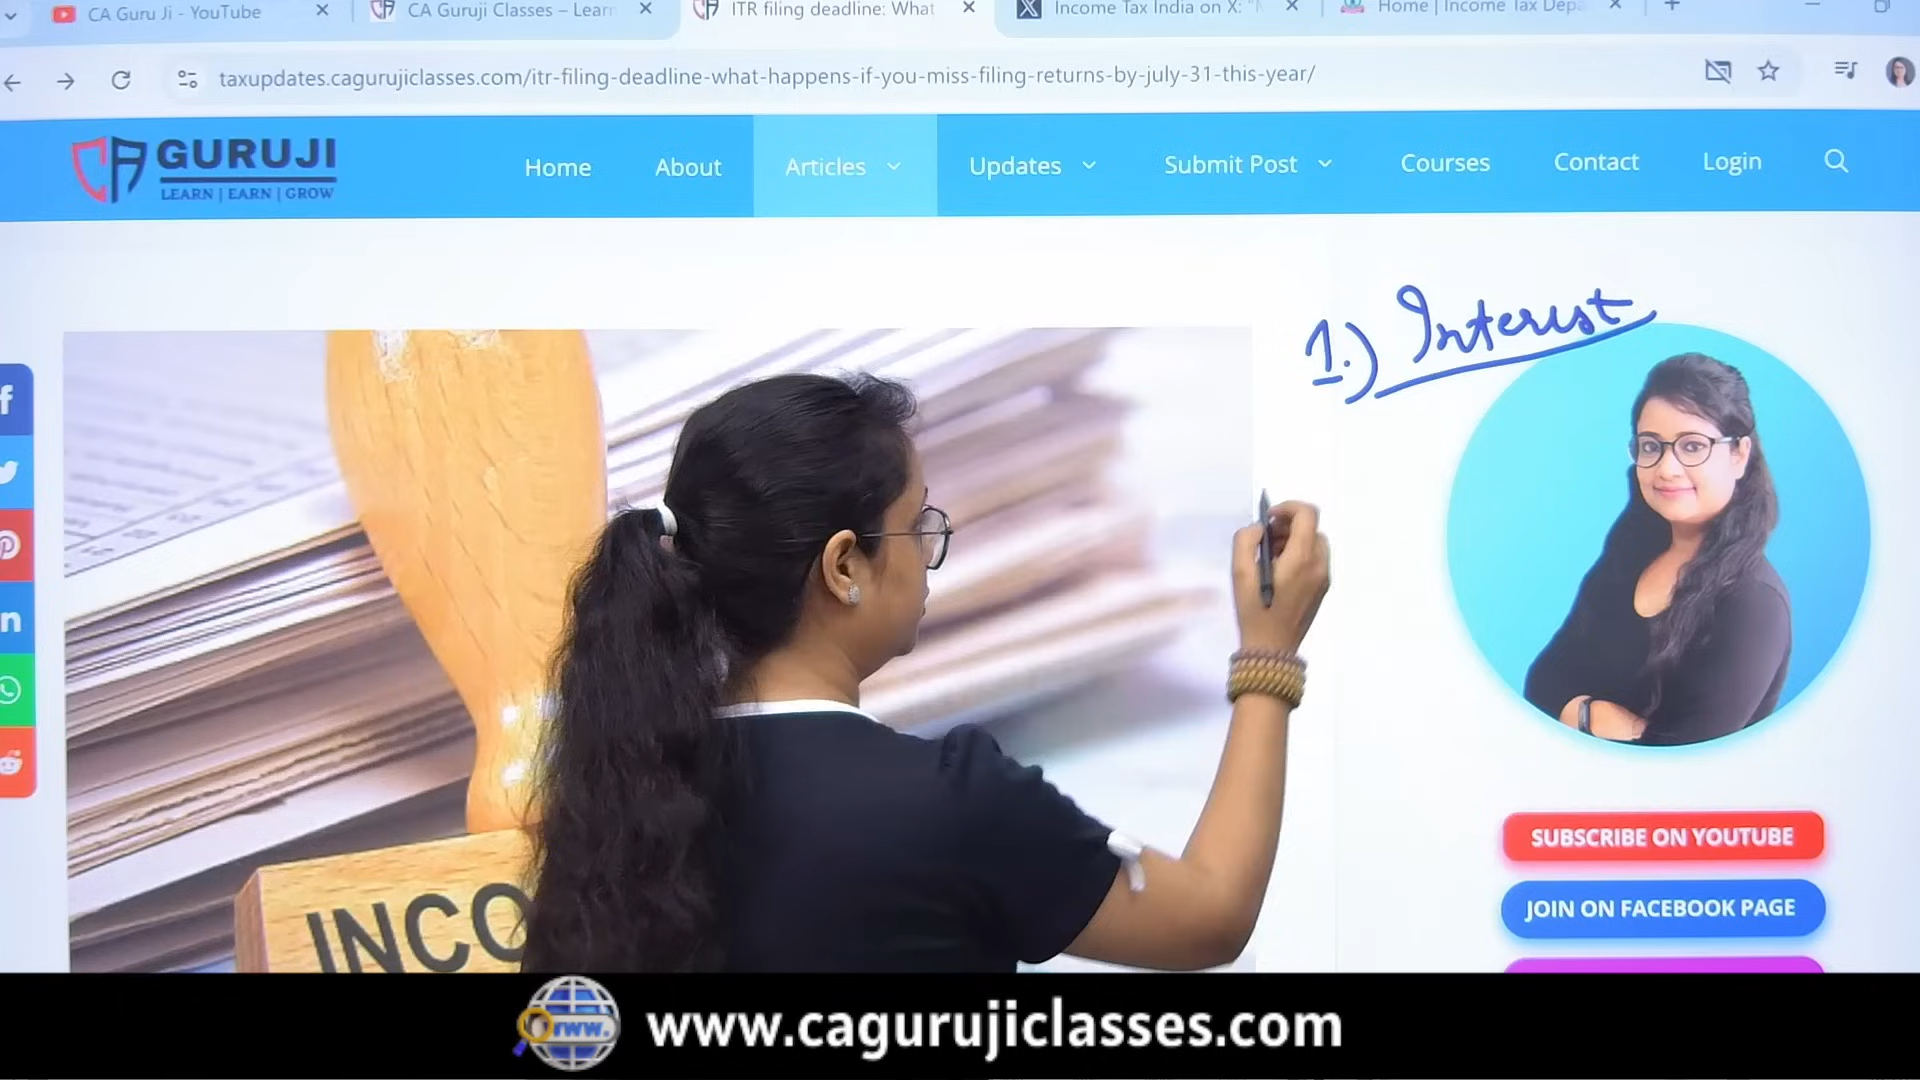 CA Guru Ji - YouTube
CA Guruji Classes – Lear
ITR filing deadline: What
Income Tax India on X: "
Home | Income Tax Depa
taxupdates.cagurujiclasses.com/itr-filing-deadline-what-happens-if-you-miss-filing-returns-by-july-31-this-year/
CA GURUJI
LEARN | EARN | GROW
Home
About
Articles
Updates
Submit Post
Courses
Contact
Login
1.) Interest
INCO
SUBSCRIBE ON YOUTUBE
JOIN ON FACEBOOK PAGE
www.
www.cagurujiclasses.com